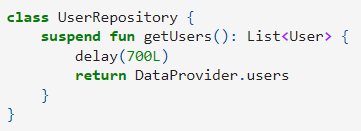 class UserRepository {
    suspend fun getUsers(): List<User> {
        delay(700L)
        return DataProvider.users
    }
}